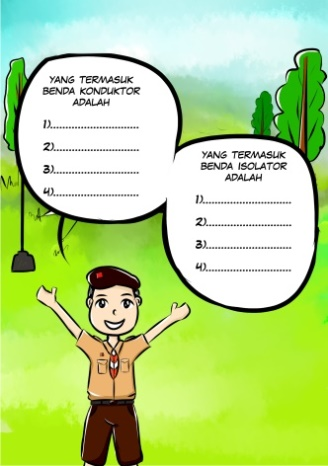 YANG TERMASUK
BENDA KONDUKTOR
ADALAH
1)..............................
2)..............................
3)..............................
4)..............................
YANG TERMASUK
BENDA ISOLATOR
ADALAH
1)..............................
2)..............................
3)..............................
4)..............................